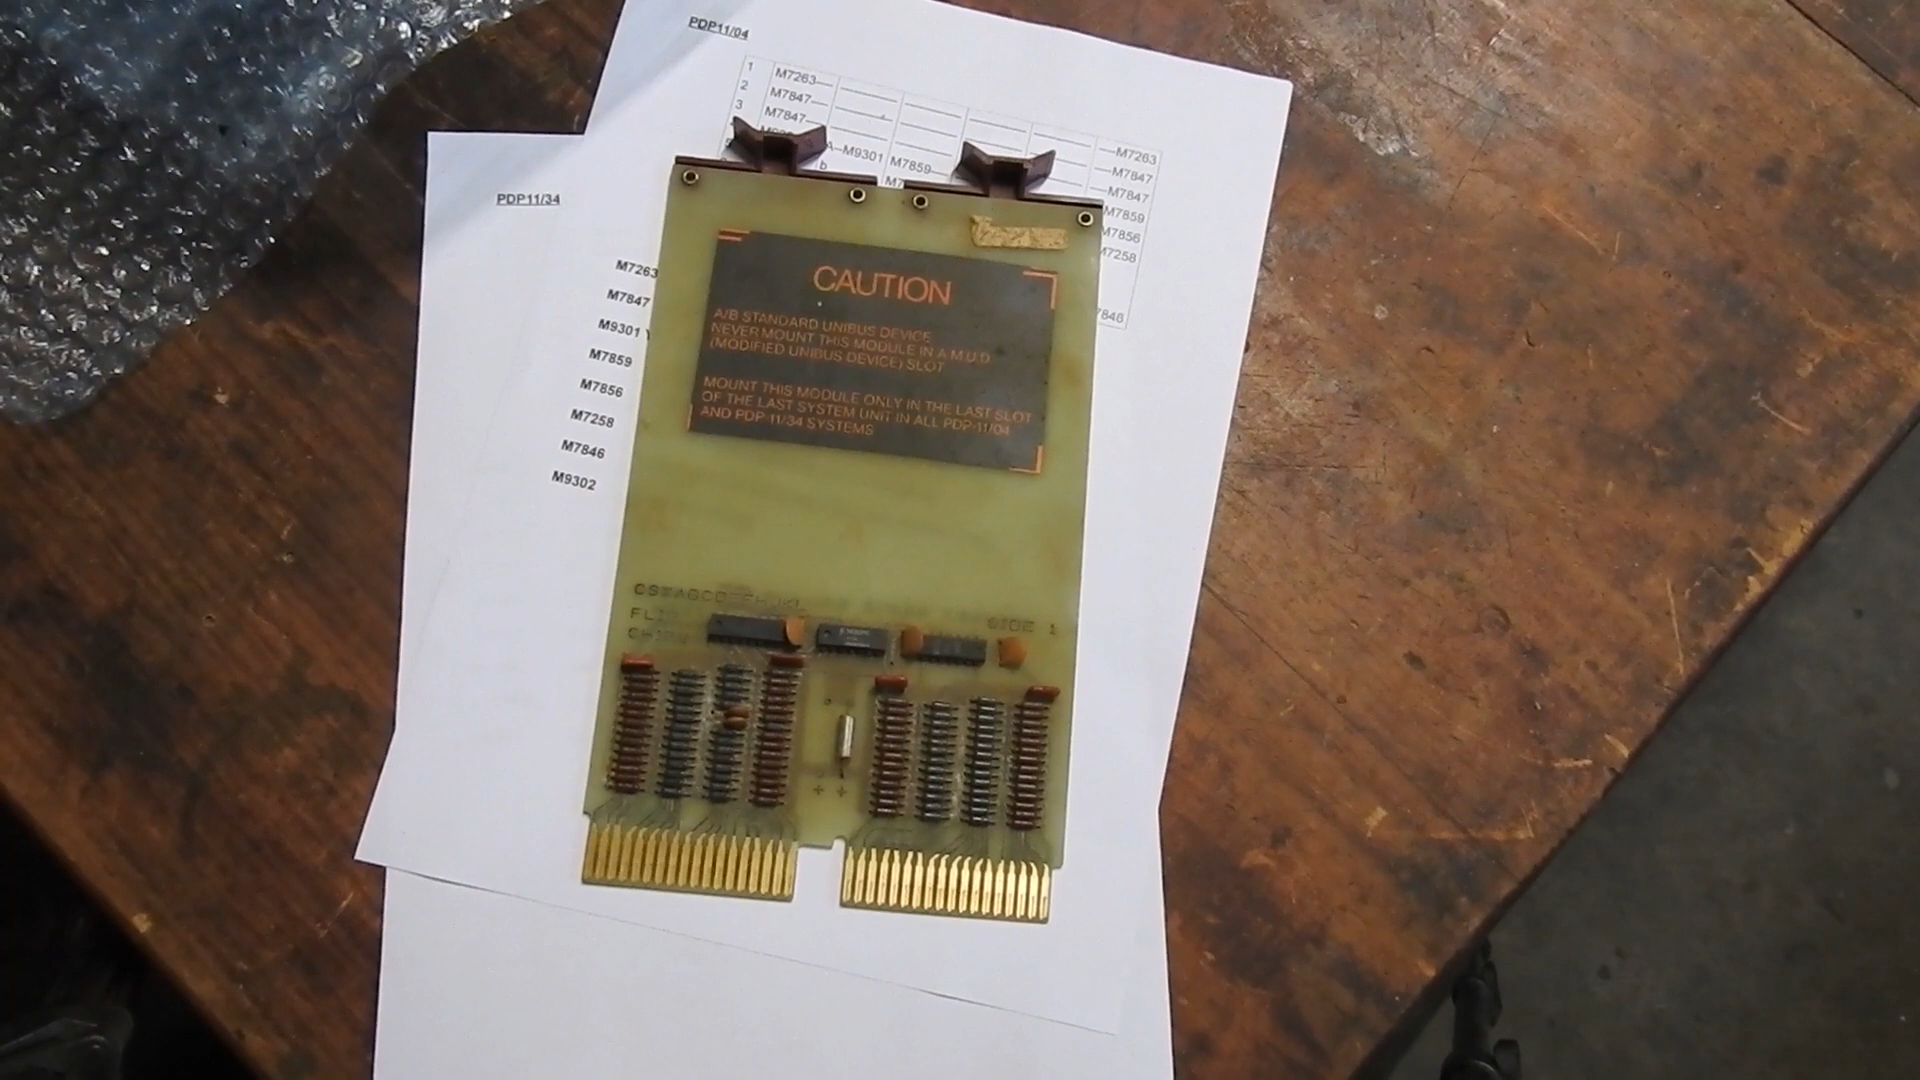 PDP11/04
1 M7263 M7263
2 M7847 M7847
3 M7847 M7847
A M9301 M7859 M7859
b M7856
M7258
7846
PDP11/34
M7263
M7847
M9301
M7859
M7856
M7258
M7846
M9302
CAUTION
A/B STANDARD UNIBUS DEVICE
NEVER MOUNT THIS MODULE IN A M.U.D.
(MODIFIED UNIBUS DEVICE) SLOT
MOUNT THIS MODULE ONLY IN THE LAST SLOT
OF THE LAST SYSTEM UNIT IN ALL PDP-11/04
AND PDP-11/34 SYSTEMS
SIDE 1